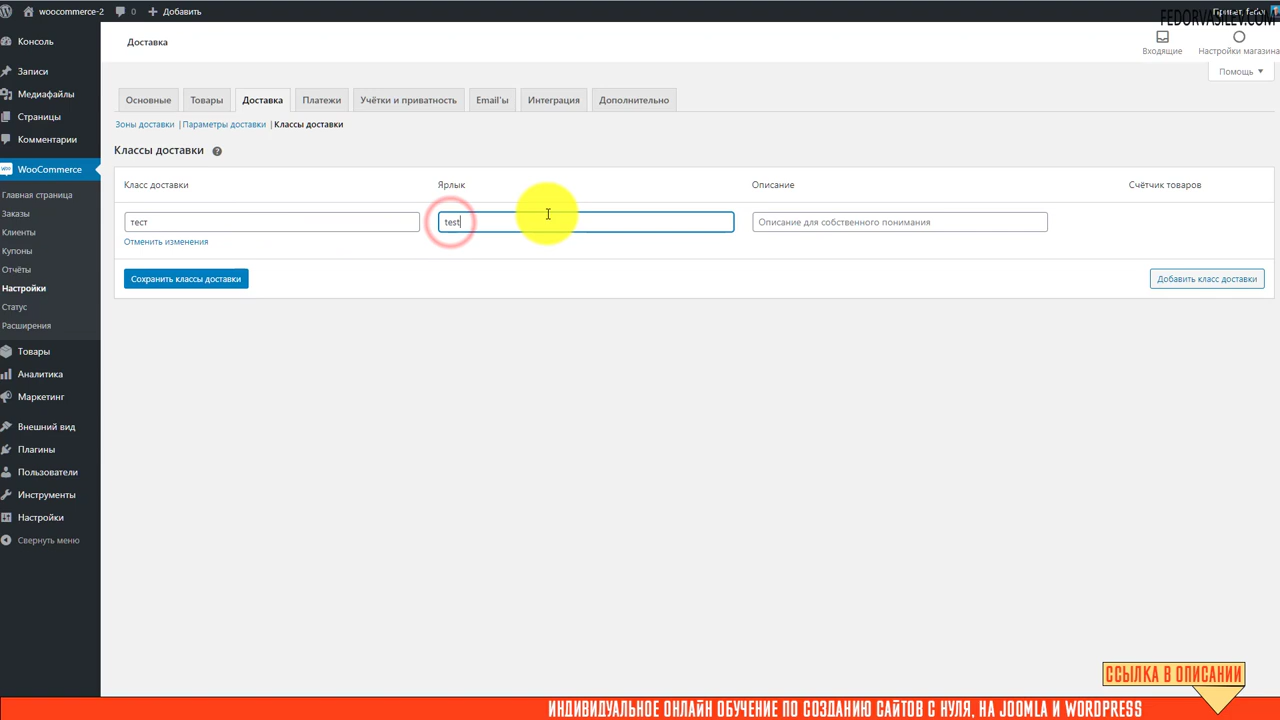 woocommerce-2 0 Добавить
FEDORVASILEV.COM
Консоль
Записи
Медиафайлы
Страницы
Комментарии
WooCommerce
Главная страница
Заказы
Клиенты
Купоны
Отчёты
Настройки
Статус
Расширения
Товары
Аналитика
Маркетинг
Внешний вид
Плагины
Пользователи
Инструменты
Настройки
Свернуть меню
Доставка
Входящие Настройки магазина
Помощь
Основные Товары Доставка Платежи Учётки и приватность Email'ы Интеграция Дополнительно
Зоны доставки | Параметры доставки | Классы доставки
Классы доставки ?
Класс доставки Ярлык Описание Счётчик товаров
тест test Описание для собственного понимания
Отменить изменения
Сохранить классы доставки Добавить класс доставки
ССЫЛКА В ОПИСАНИИ
ИНДИВИДУАЛЬНОЕ ОНЛАЙН ОБУЧЕНИЕ ПО СОЗДАНИЮ САЙТОВ С НУЛЯ, НА JOOMLA И WORDPRESS